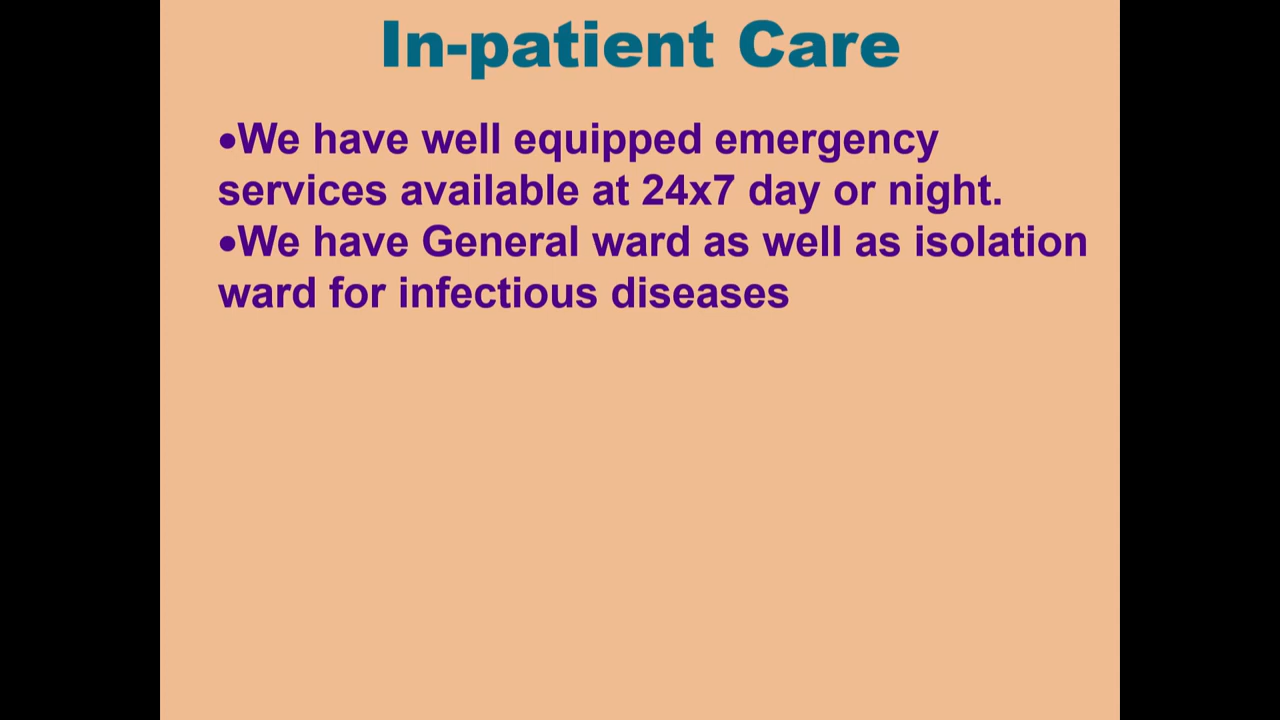 In-patient Care
•We have well equipped emergency
services available at 24x7 day or night.
•We have General ward as well as isolation
ward for infectious diseases